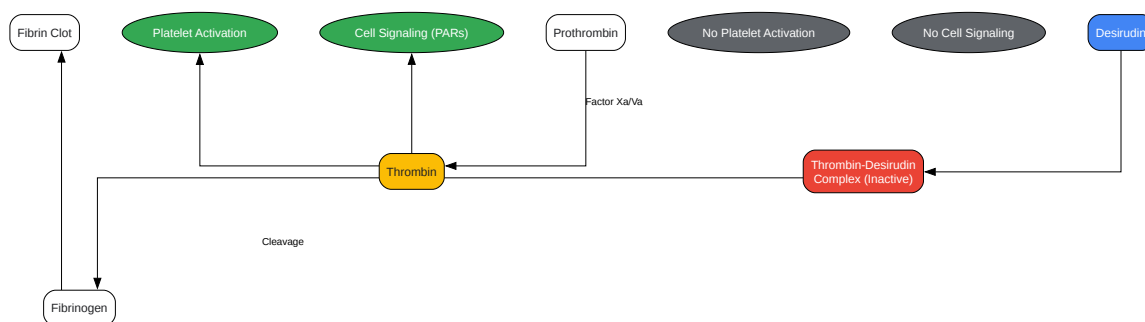 Fibrin Clot
Platelet Activation
Cell Signaling (PARs)
Prothrombin
No Platelet Activation
No Cell Signaling
Desirudin
Factor Xa/Va
Thrombin
Thrombin-Desirudin
Complex (Inactive)
Cleavage
Fibrinogen